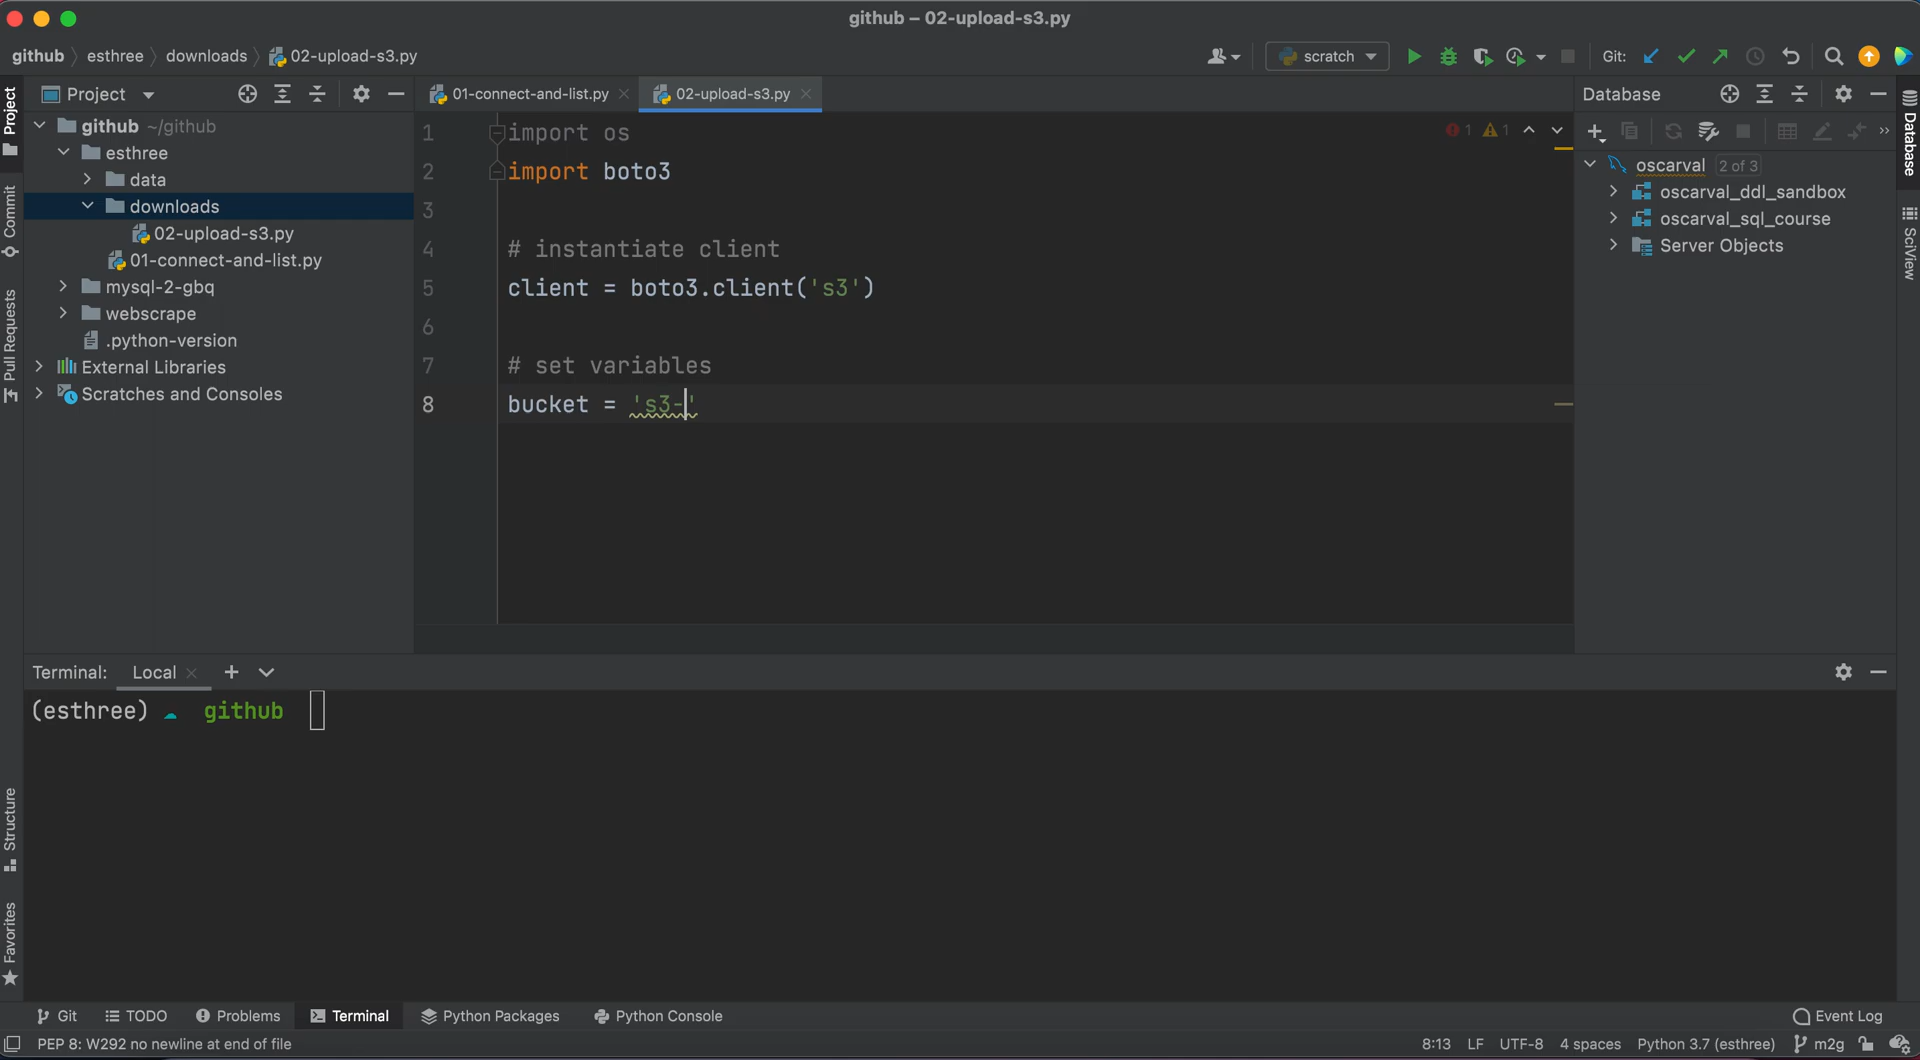 github – 02-upload-s3.py
github esthree downloads 02-upload-s3.py
scratch
Git:
Project
01-connect-and-list.py
02-upload-s3.py
Database
Project
Commit
Pull Requests
Structure
Favorites
github ~/github
esthree
data
downloads
02-upload-s3.py
01-connect-and-list.py
mysql-2-gbq
webscrape
.python-version
External Libraries
Scratches and Consoles
1 import os
2 import boto3
3
4 # instantiate client
5 client = boto3.client('s3')
6
7 # set variables
8 bucket = 's3-'
1 1
oscarval 2 of 3
oscarval_ddl_sandbox
oscarval_sql_course
Server Objects
Database
SciView
Terminal: Local
(esthree) github
Git TODO Problems Terminal Python Packages Python Console Event Log
PEP 8: W292 no newline at end of file 8:13 LF UTF-8 4 spaces Python 3.7 (esthree) m2g